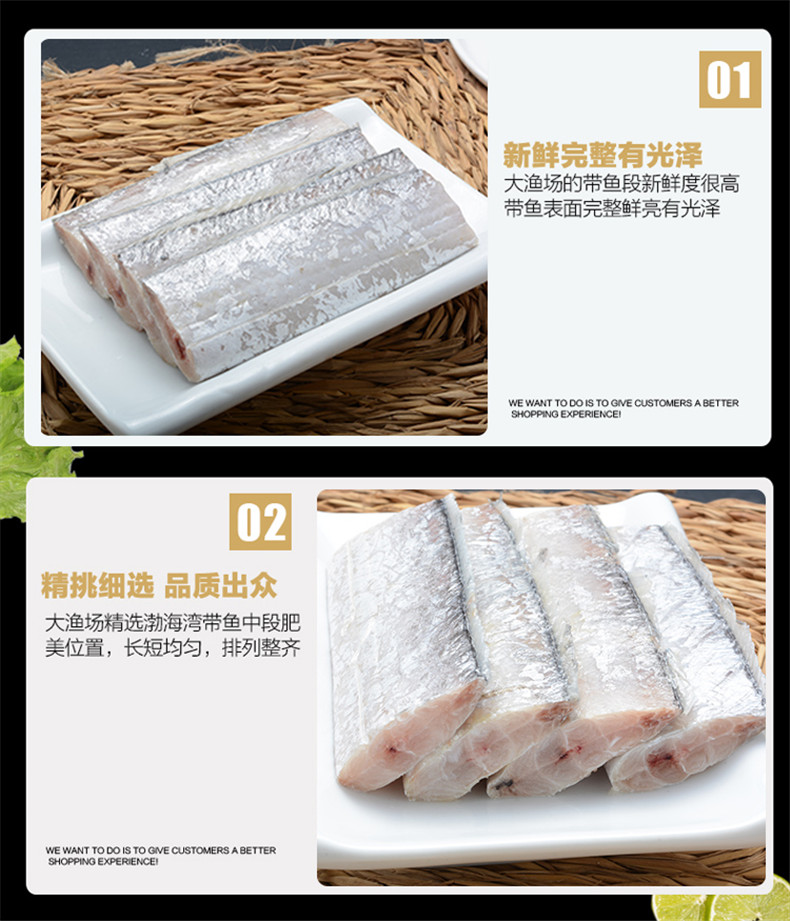 01
新鲜完整有光泽
大渔场的带鱼段新鲜度很高
带鱼表面完整鲜亮有光泽
WE WANT TO DO IS TO GIVE CUSTOMERS A BETTER
SHOPPING EXPERIENCE!
02
精挑细选 品质出众
大渔场精选渤海湾带鱼中段肥
美位置，长短均匀，排列整齐
WE WANT TO DO IS TO GIVE CUSTOMERS A BETTER
SHOPPING EXPERIENCE!